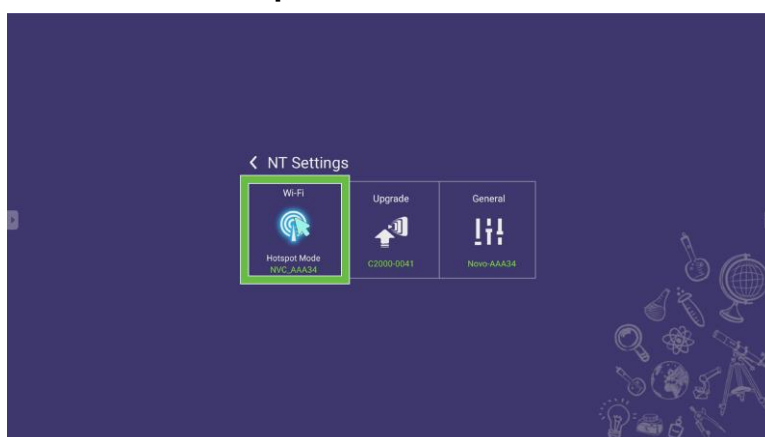 NT Settings
Wi-Fi
Hotspot Mode
NVC_AAA34
Upgrade
C2000-0041
General
Novo-AAA34